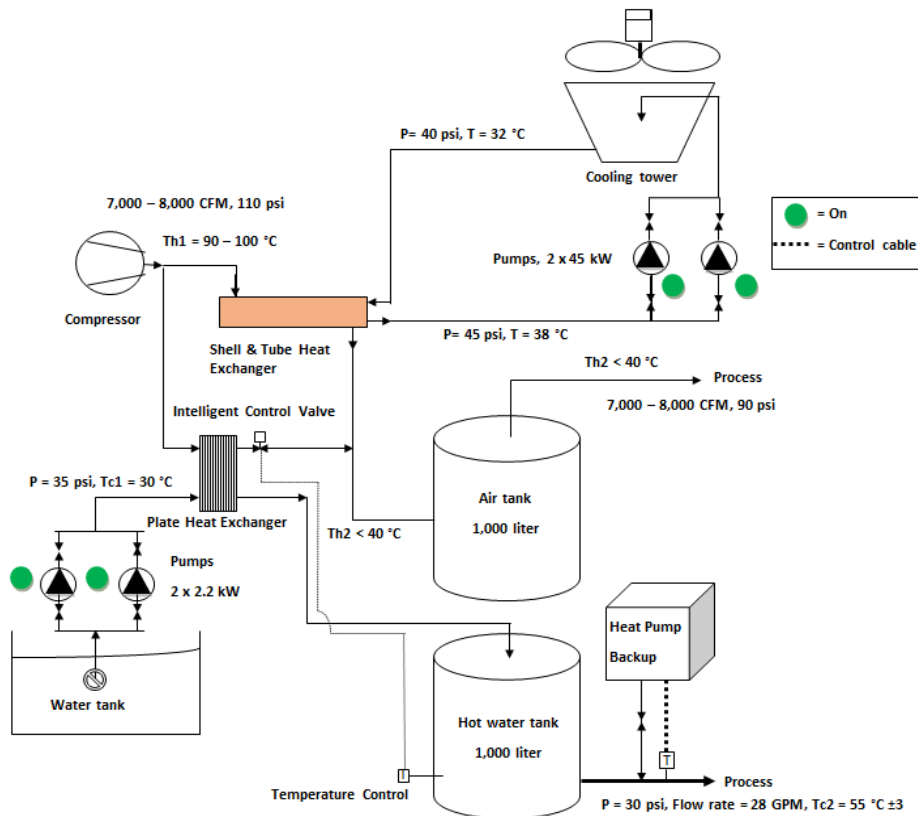 P= 40 psi, T = 32 °C
Cooling tower
7,000 – 8,000 CFM, 110 psi
= On
Th1 = 90 – 100 °C
= Control cable
Pumps, 2 x 45 kW
Compressor
P= 45 psi, T = 38 °C
Shell & Tube Heat
Exchanger
Th2 < 40 °C
Process
7,000 – 8,000 CFM, 90 psi
Intelligent Control Valve
P = 35 psi, Tc1 = 30 °C
Air tank
1,000 liter
Plate Heat Exchanger
Th2 < 40 °C
Pumps
2 x 2.2 kW
Heat Pump
Backup
Water tank
Hot water tank
1,000 liter
T
T
Temperature Control
Process
P = 30 psi, Flow rate = 28 GPM, Tc2 = 55 °C ±3